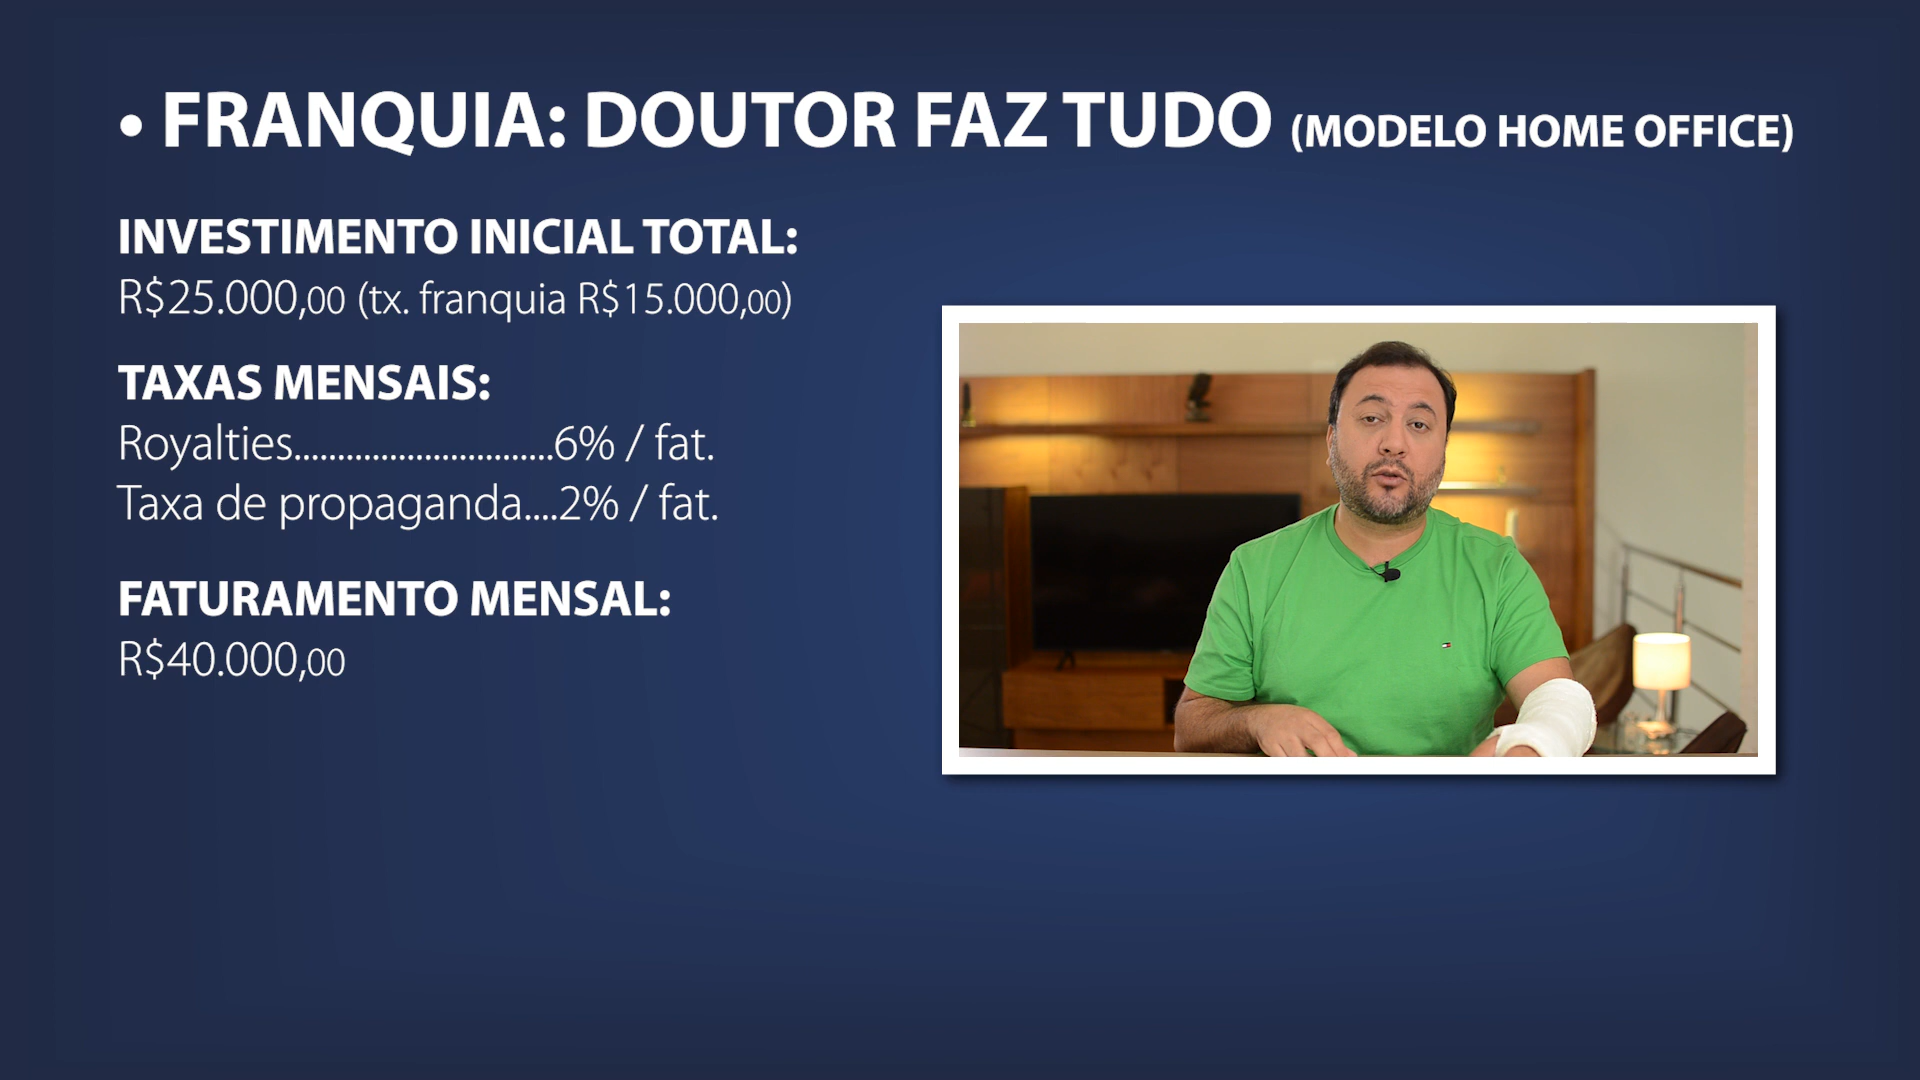 • FRANQUIA: DOUTOR FAZ TUDO (MODELO HOME OFFICE)
INVESTIMENTO INICIAL TOTAL:
R$25.000,00 (tx. franquia R$15.000,00)
TAXAS MENSAIS:
Royalties..............................6% / fat.
Taxa de propaganda....2% / fat.
FATURAMENTO MENSAL:
R$40.000,00